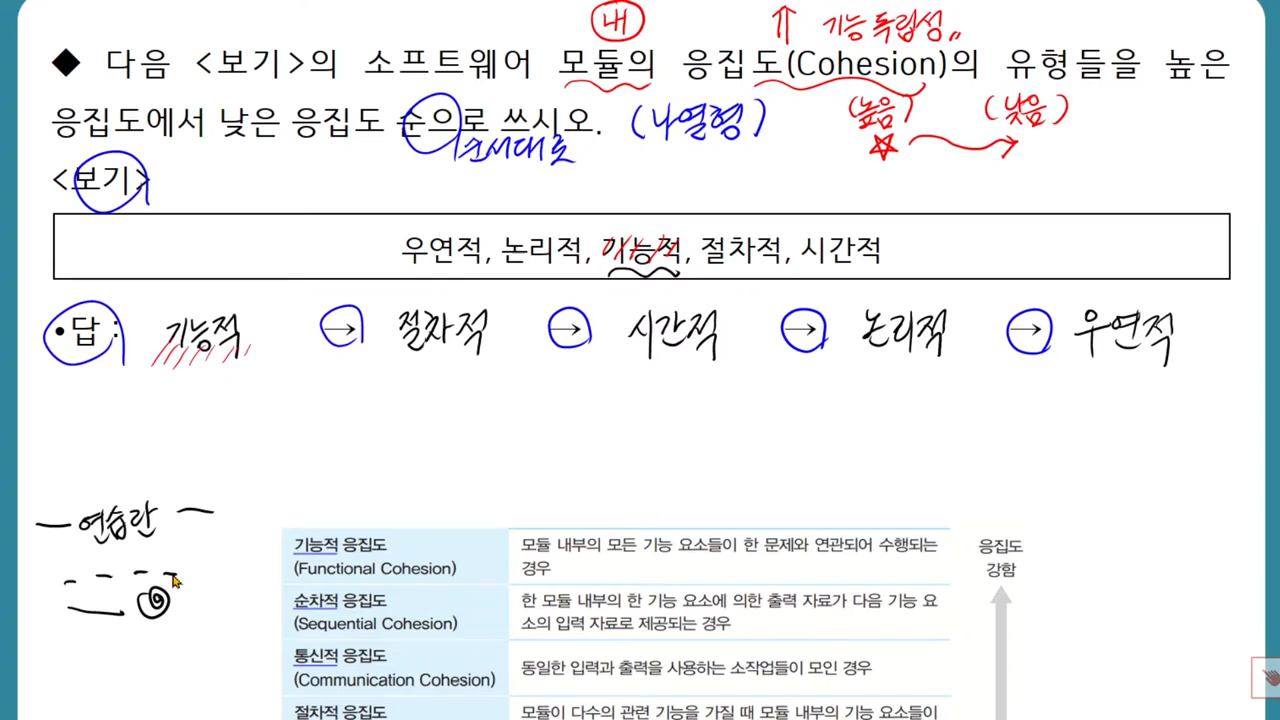 내
기능독립성
◆ 다음 <보기>의 소프트웨어 모듈의 응집도(Cohesion)의 유형들을 높은
응집도에서 낮은 응집도 순으로 쓰시오. (나열형) (높음) (낮음)
순서대로
<보기>
우연적, 논리적, 기능적, 절차적, 시간적
•답 : 기능적 → 절차적 → 시간적 → 논리적 → 우연적
- 연습란 -
기능적 응집도
(Functional Cohesion)
모듈 내부의 모든 기능 요소들이 한 문제와 연관되어 수행되는
경우
응집도
강함
순차적 응집도
(Sequential Cohesion)
한 모듈 내부의 한 기능 요소에 의한 출력 자료가 다음 기능 요
소의 입력 자료로 제공되는 경우
통신적 응집도
(Communication Cohesion)
동일한 입력과 출력을 사용하는 소작업들이 모인 경우
절차적 응집도
모듈이 다수의 관련 기능을 가질 때 모듈 내부의 기능 요소들이